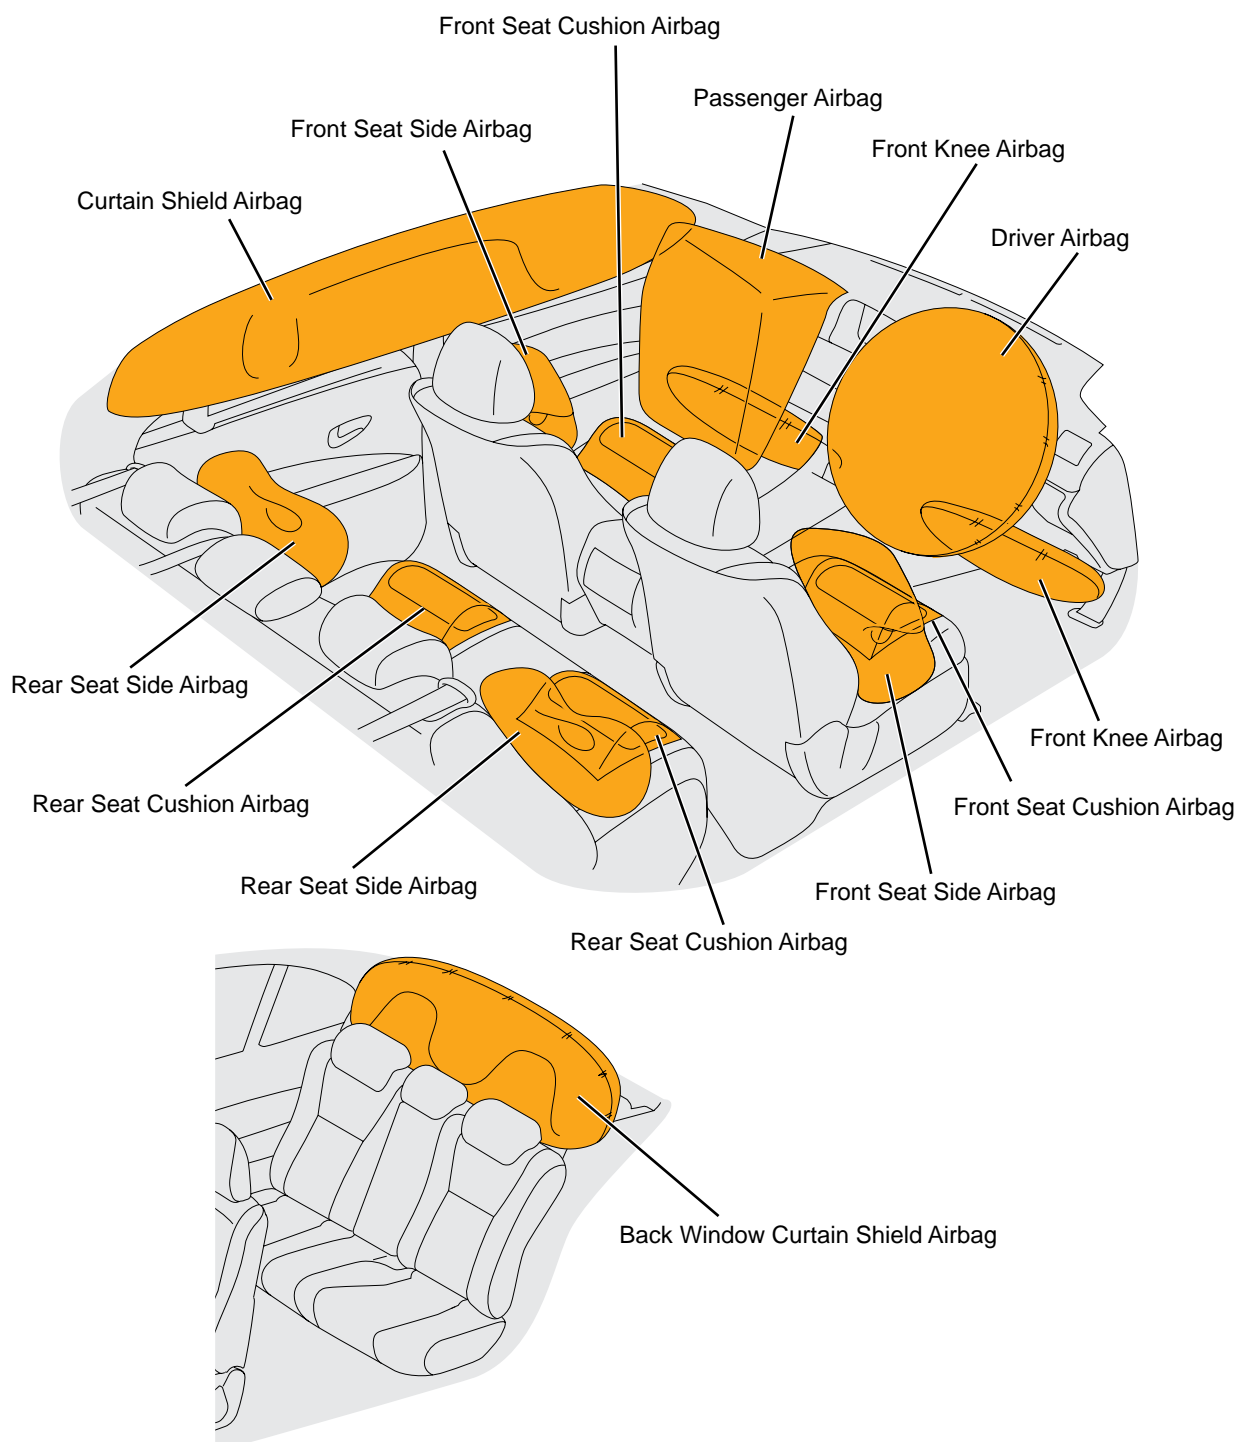 Front Seat Cushion Airbag
Passenger Airbag
Front Seat Side Airbag
Front Knee Airbag
Curtain Shield Airbag
Driver Airbag
Rear Seat Side Airbag
Front Knee Airbag
Rear Seat Cushion Airbag
Front Seat Cushion Airbag
Rear Seat Side Airbag
Front Seat Side Airbag
Rear Seat Cushion Airbag
Back Window Curtain Shield Airbag